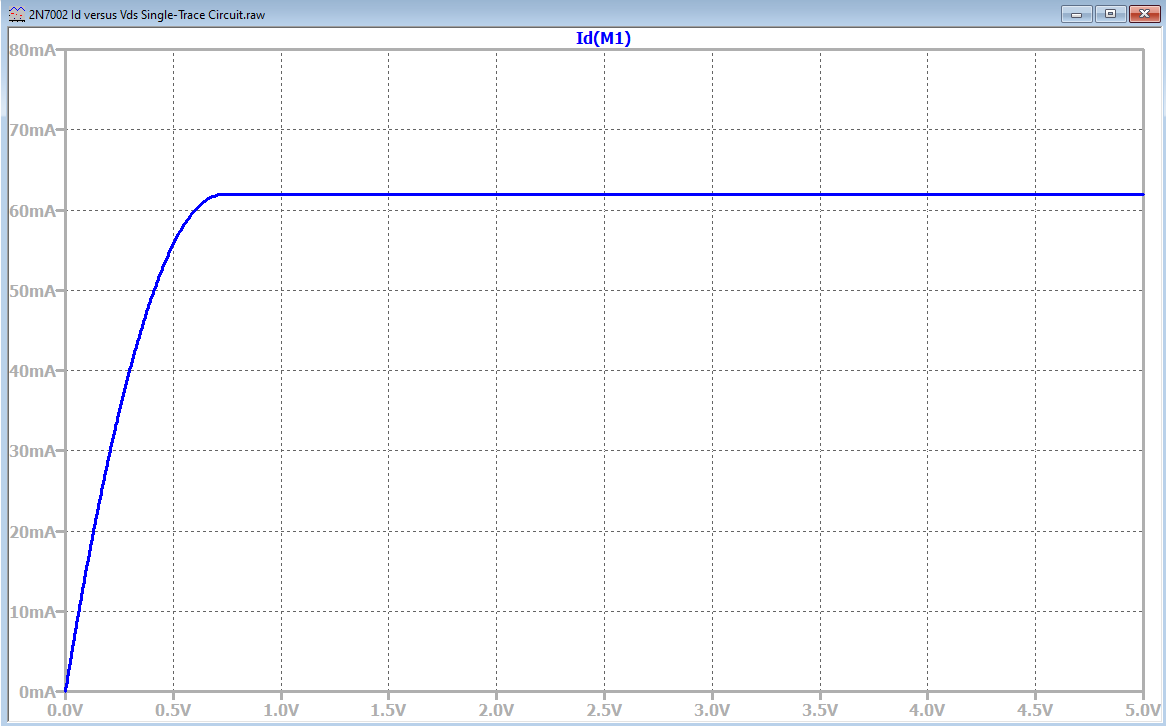 2N7002 Id versus Vds Single-Trace Circuit.raw
Id(M1)
80mA
70mA
60mA
50mA
40mA
30mA
20mA
10mA
0mA
0.0V 0.5V 1.0V 1.5V 2.0V 2.5V 3.0V 3.5V 4.0V 4.5V 5.0V